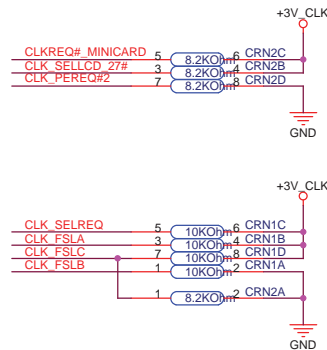 +3V_CLK
CLKREQ#_MINICARD 5 8.2KOhm 6 CRN2C
CLK_SELLCD_27# 3 8.2KOhm 4 CRN2B
CLK_PEREQ#2 7 8.2KOhm 8 CRN2D
GND
+3V_CLK
CLK_SELREQ 5 10KOhm 6 CRN1C
CLK_FSLA 3 10KOhm 4 CRN1B
CLK_FSLC 7 10KOhm 8 CRN1D
CLK_FSLB 1 10KOhm 2 CRN1A
1 8.2KOhm 2 CRN2A
GND